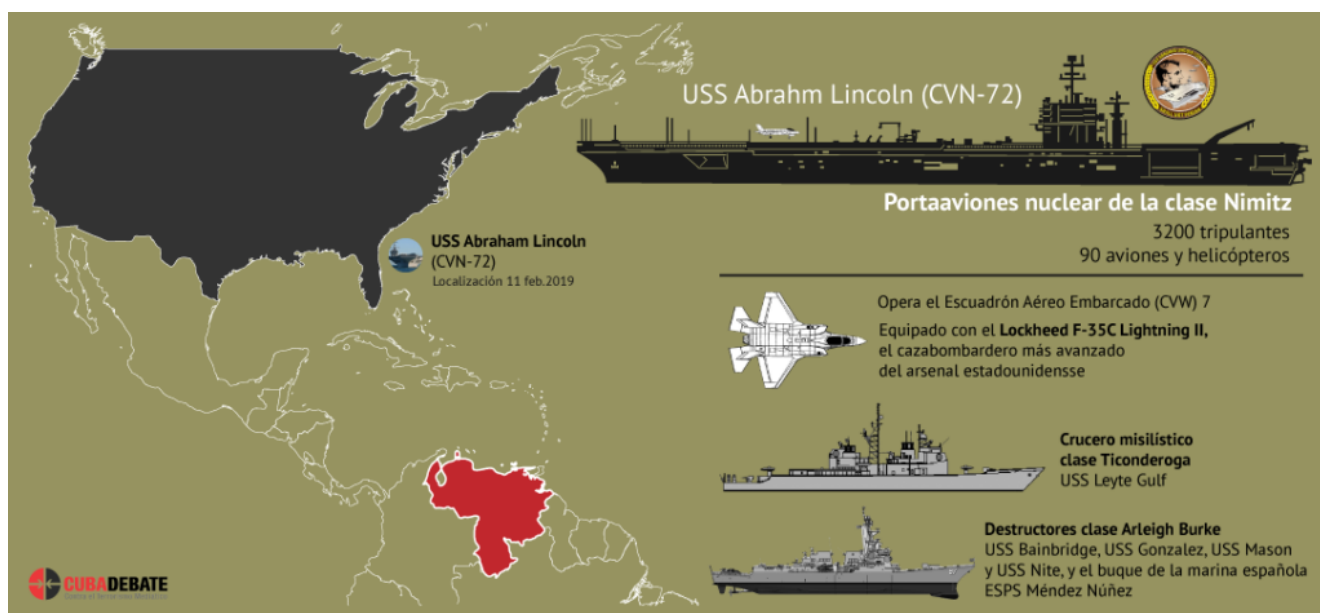 USS Abrahm Lincoln (CVN-72)
Portaaviones nuclear de la clase Nimitz
3200 tripulantes
90 aviones y helicópteros
USS Abraham Lincoln
(CVN-72)
Localización 11 feb.2019
Opera el Escuadrón Aéreo Embarcado (CVW) 7
Equipado con el Lockheed F-35C Lightning II,
el cazabombardero más avanzado
del arsenal estadounidensse
Crucero misilístico
clase Ticonderoga
USS Leyte Gulf
Destructores clase Arleigh Burke
USS Bainbridge, USS Gonzalez, USS Mason
y USS Nite, y el buque de la marina española
ESPS Méndez Núñez
CUBADEBATE